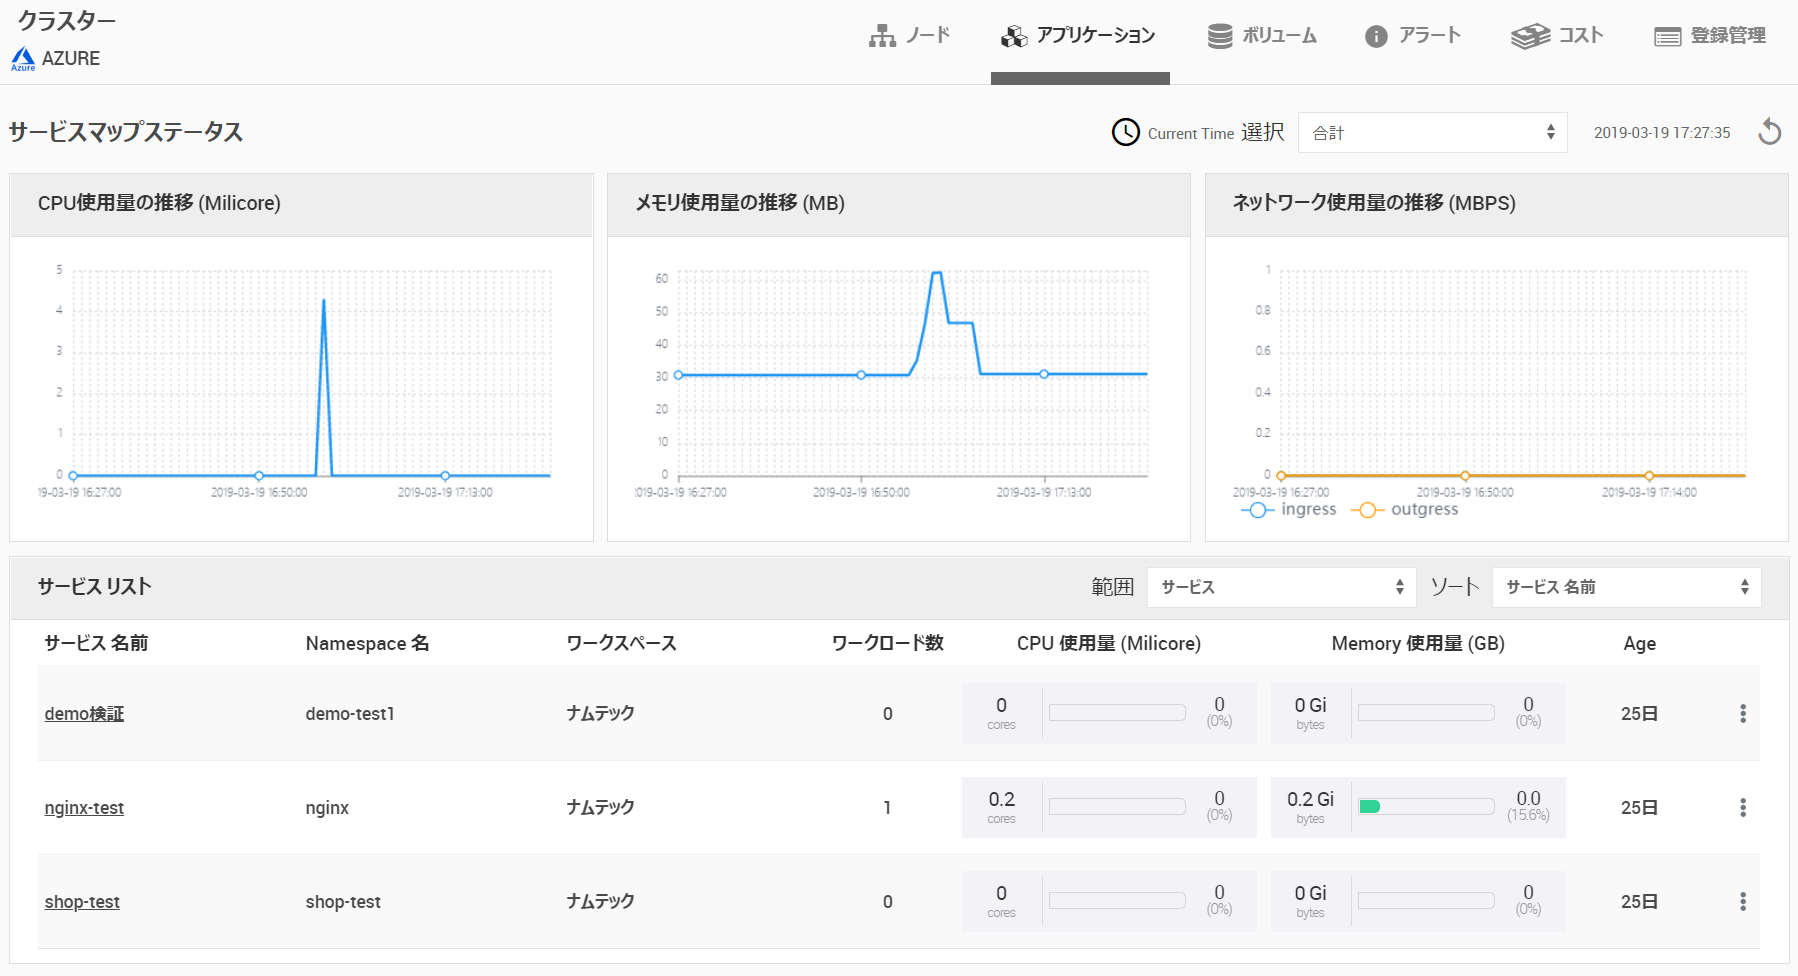 クラスター
Azure AZURE
ノード アプリケーション ボリューム アラート コスト 登録管理
サービスマップステータス
Current Time 選択 合計 2019-03-19 17:27:35
CPU使用量の推移 (Milicore)
5
4
3
2
1
0
19-03-19 16:27:00 2019-03-19 16:50:00 2019-03-19 17:13:00
メモリ使用量の推移 (MB)
60
50
40
30
20
10
0
2019-03-19 16:27:00 2019-03-19 16:50:00 2019-03-19 17:13:00
ネットワーク使用量の推移 (MBPS)
1
0.8
0.6
0.4
0.2
0
2019-03-19 16:27:00 2019-03-19 16:50:00 2019-03-19 17:14:00
ingress outgress
サービス リスト 範囲 サービス ソート サービス 名前
サービス 名前 Namespace 名 ワークスペース ワークロード数 CPU 使用量 (Milicore) Memory 使用量 (GB) Age
demo検証 demo-test1 ナムテック 0 0 cores 0 (0%) 0 Gi bytes 0 (0%) 25日
nginx-test nginx ナムテック 1 0.2 cores 0 (0%) 0.2 Gi bytes 0.0 (15.6%) 25日
shop-test shop-test ナムテック 0 0 cores 0 (0%) 0 Gi bytes 0 (0%) 25日